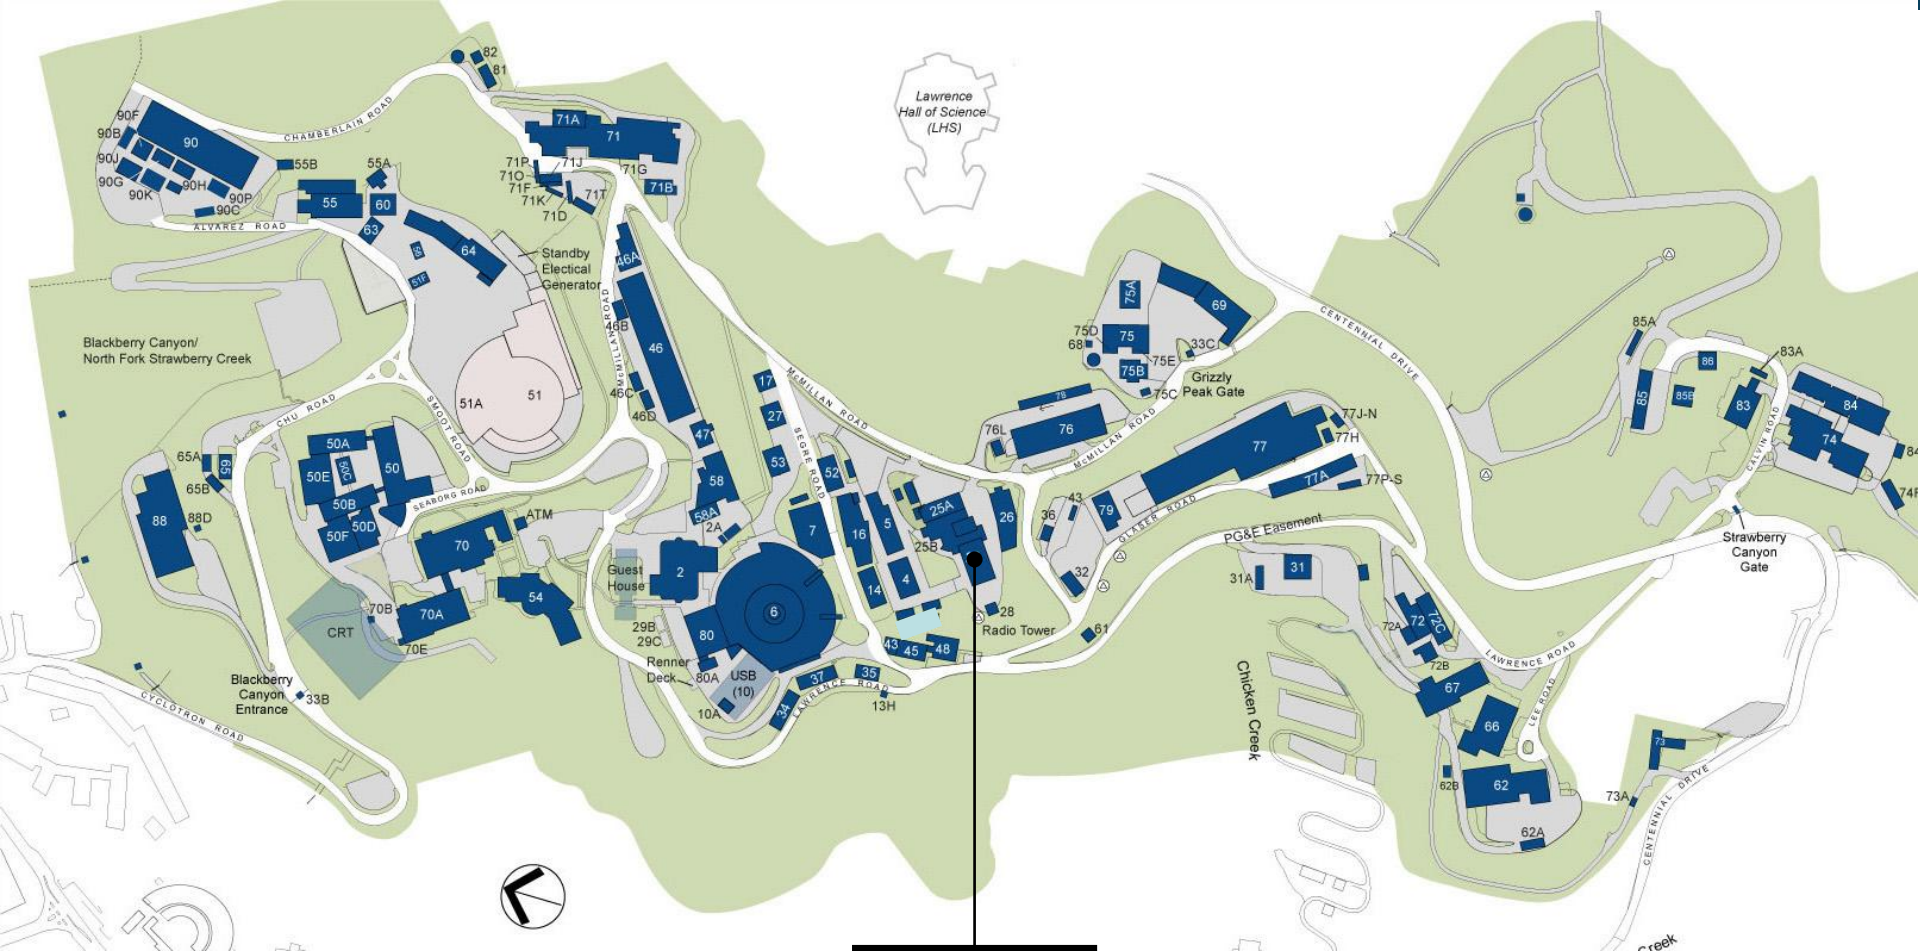 82
81
Lawrence
Hall of Science
(LHS)
90F
90B
90
90J
90G
90K
90H
90P
90C
CHAMBERLAIN ROAD
ALVAREZ ROAD
55B
55A
55
60
63
64
56
51F
71A
71
71P
71J
71O
71F
71K
71D
71T
71G
71B
Standby
Electical
Generator
46A
46B
46
46C
46D
McMILLAN ROAD
Blackberry Canyon/
North Fork Strawberry Creek
51A
51
CHU ROAD
SMOOT ROAD
SEABORG ROAD
65A
65
65B
50A
50E
50C
50
50B
50D
50F
88
88D
70
ATM
70A
70B
70E
54
CRT
Blackberry
Canyon
Entrance
33B
CYCLOTRON ROAD
47
58
58A
2A
2
Guest
House
29B
29C
Renner
Deck
80
80A
6
USB
(10)
10A
17
27
53
SEGRE ROAD
McMILLAN ROAD
52
7
16
5
14
4
25A
25B
26
28
Radio Tower
43
45
48
37
35
34
LAWRENCE ROAD
13H
61
36
43
79
32
GLASER ROAD
PG&E Easement
76L
78
76
McMILLAN ROAD
75A
75D
68
75
75B
75E
75C
33C
69
Grizzly
Peak Gate
CENTENNIAL DRIVE
77
77J-N
77H
77A
77P-S
31A
31
Chicken Creek
72A
72
72C
72B
LAWRENCE ROAD
67
66
LEE ROAD
62B
62
62A
73
73A
CENTENNIAL DRIVE
85A
85
85B
86
83A
83
84
74
CALVIN ROAD
74F
Strawberry
Canyon
Gate
Creek